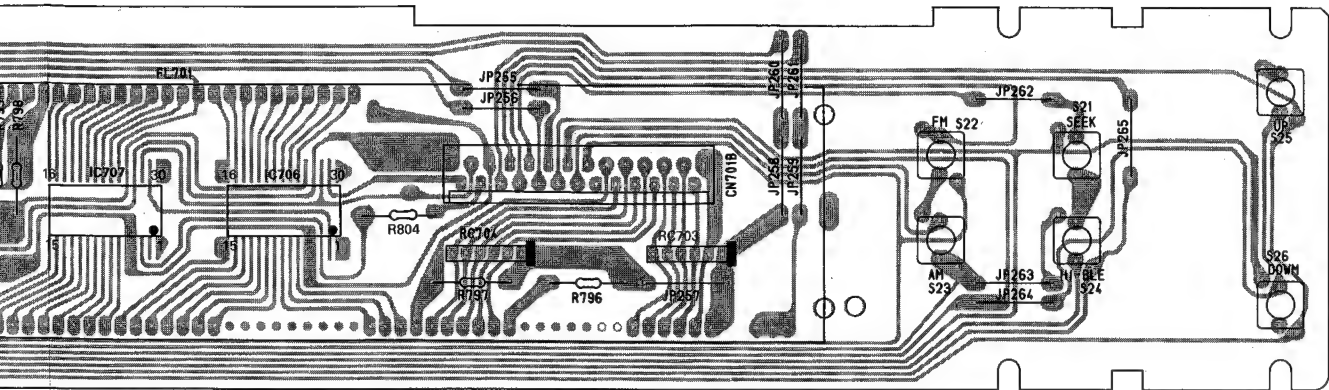 FL701
R798
JP255
JP256
JP260
JP261
JP262
FM S22
S21
SEEK
JP265
UP
S25
16 IC707 30
16 IC706 30
CN701B
JP258
JP259
R804
15 1
15 1
RC704
RC703
R797
R796
JP257
AM
S23
JP263
JP264
S24
S26
DOWN